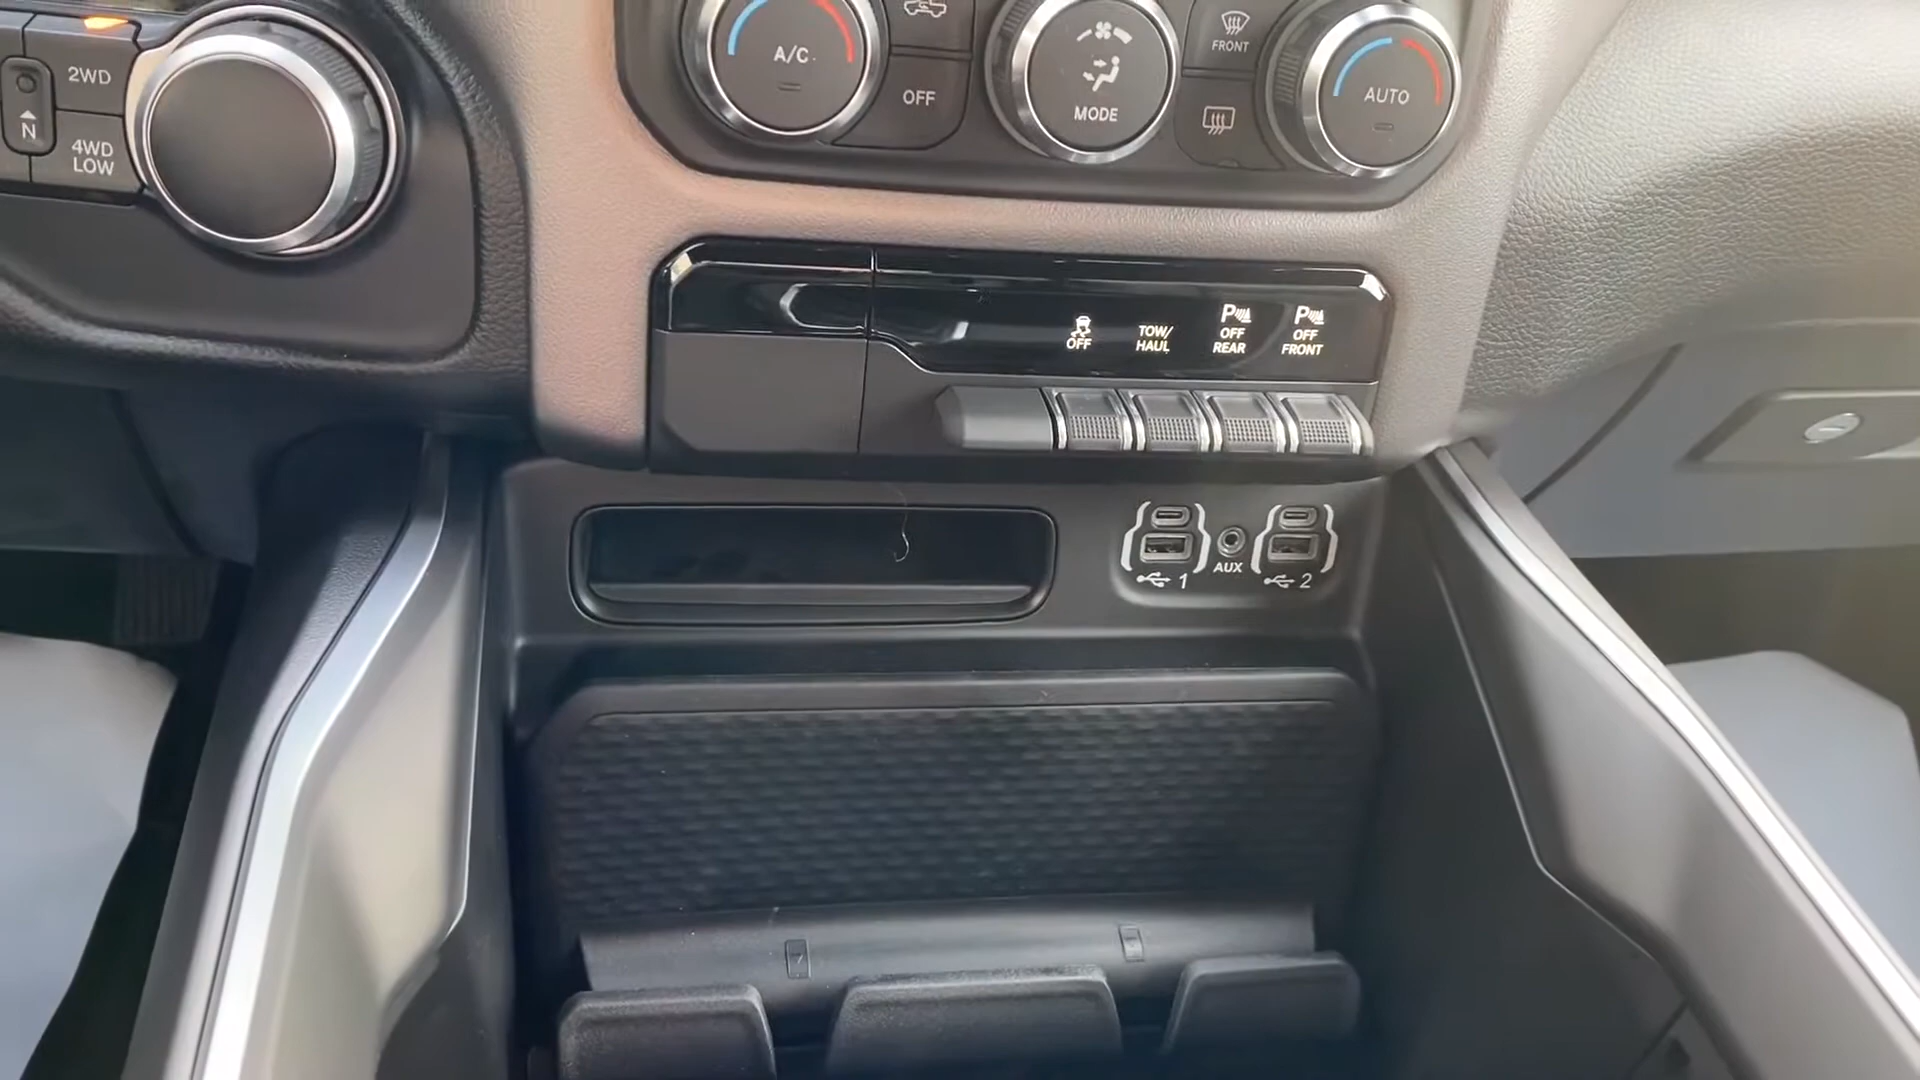 2WD
N
4WD
LOW
A/C
OFF
MODE
FRONT
AUTO
OFF
TOW/
HAUL
P
OFF
REAR
P
OFF
FRONT
1
AUX
2